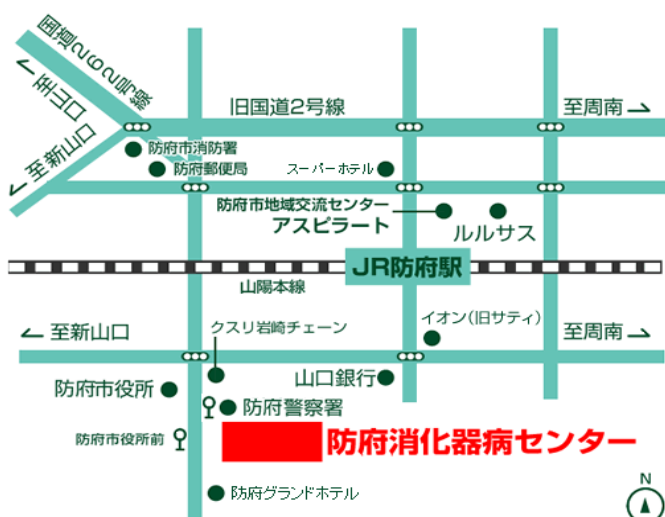 国道262号線
至山口
至新山口
旧国道2号線
至周南
防府市消防署
防府郵便局
スーパーホテル
防府市地域交流センター
アスピラート
ルルサス
JR防府駅
山陽本線
至新山口
クスリ岩崎チェーン
イオン(旧サティ)
至周南
防府市役所
山口銀行
防府警察署
防府市役所前
防府消化器病センター
防府グランドホテル
N